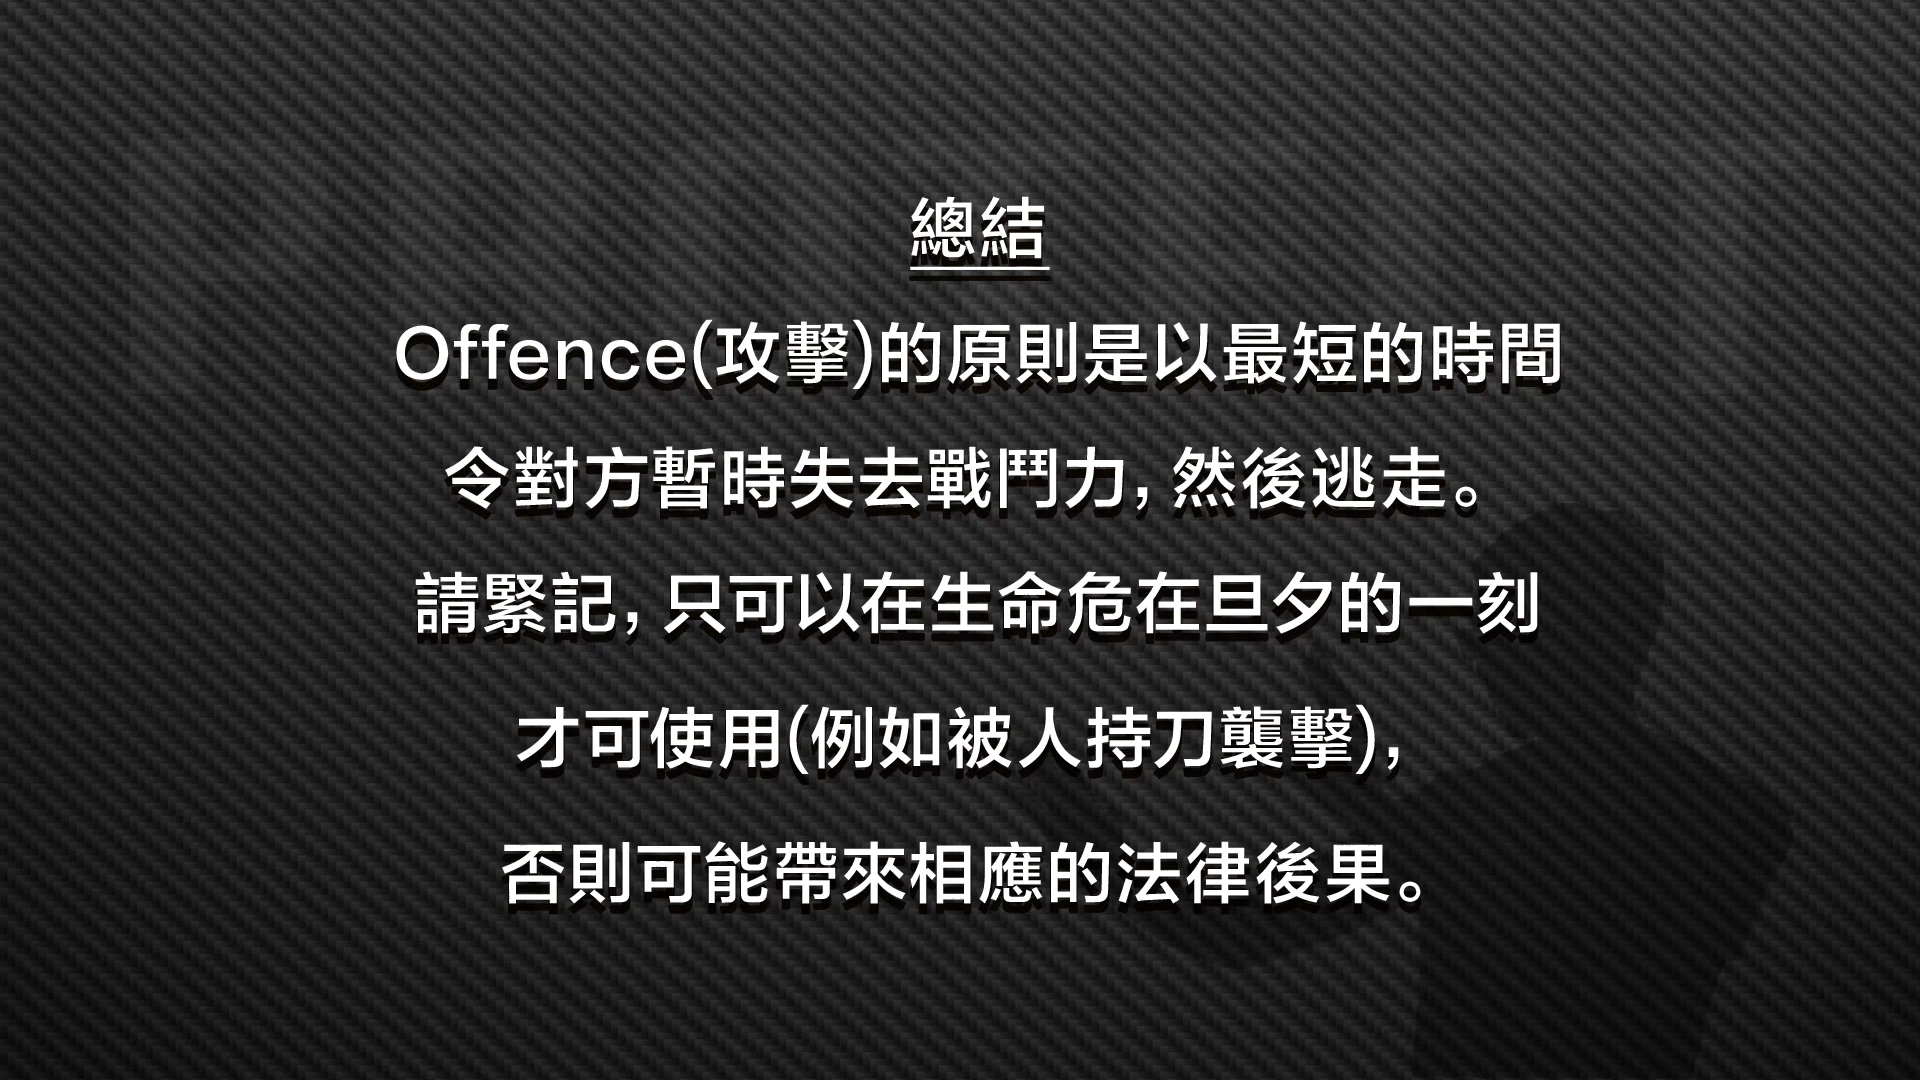 總結
Offence(攻擊)的原則是以最短的時間
令對方暫時失去戰鬥力, 然後逃走。
請緊記, 只可以在生命危在旦夕的一刻
才可使用(例如被人持刀襲擊),
否則可能帶來相應的法律後果。